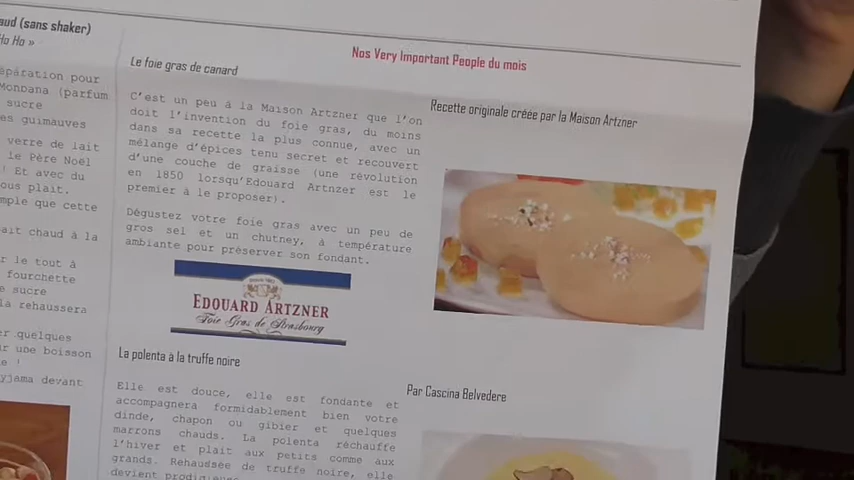 aud (sans shaker)
Ho Ho »
éparation pour
Monbana (parfum
sucre
es guimauves
verre de lait
le Père Noël
! Et avec du
ous plait.
mple que cette
ait chaud à la
r le tout à
fourchette
e sucre
la rehaussera
er quelques
r une boisson
e !
yjama devant
Nos Very Important People du mois
Le foie gras de canard
C'est un peu à la Maison Artzner que l'on
doit l'invention du foie gras, du moins
dans sa recette la plus connue, avec un
mélange d'épices tenu secret et recouvert
d'une couche de graisse (une révolution
en 1850 lorsqu'Edouard Artnzer est le
premier à le proposer).
Dégustez votre foie gras avec un peu de
gros sel et un chutney, à température
ambiante pour préserver son fondant.
Edouard Artzner
Foie Gras de Strasbourg
La polenta à la truffe noire
Elle est douce, elle est fondante et
accompagnera formidablement bien votre
dinde, chapon ou gibier et quelques
marrons chauds. La polenta réchauffe
l'hiver et plait aux petits comme aux
grands. Rehaussée de truffe noire, elle
devient prodigieuse
Recette originale créée par la Maison Artzner
Par Cascina Belvedere